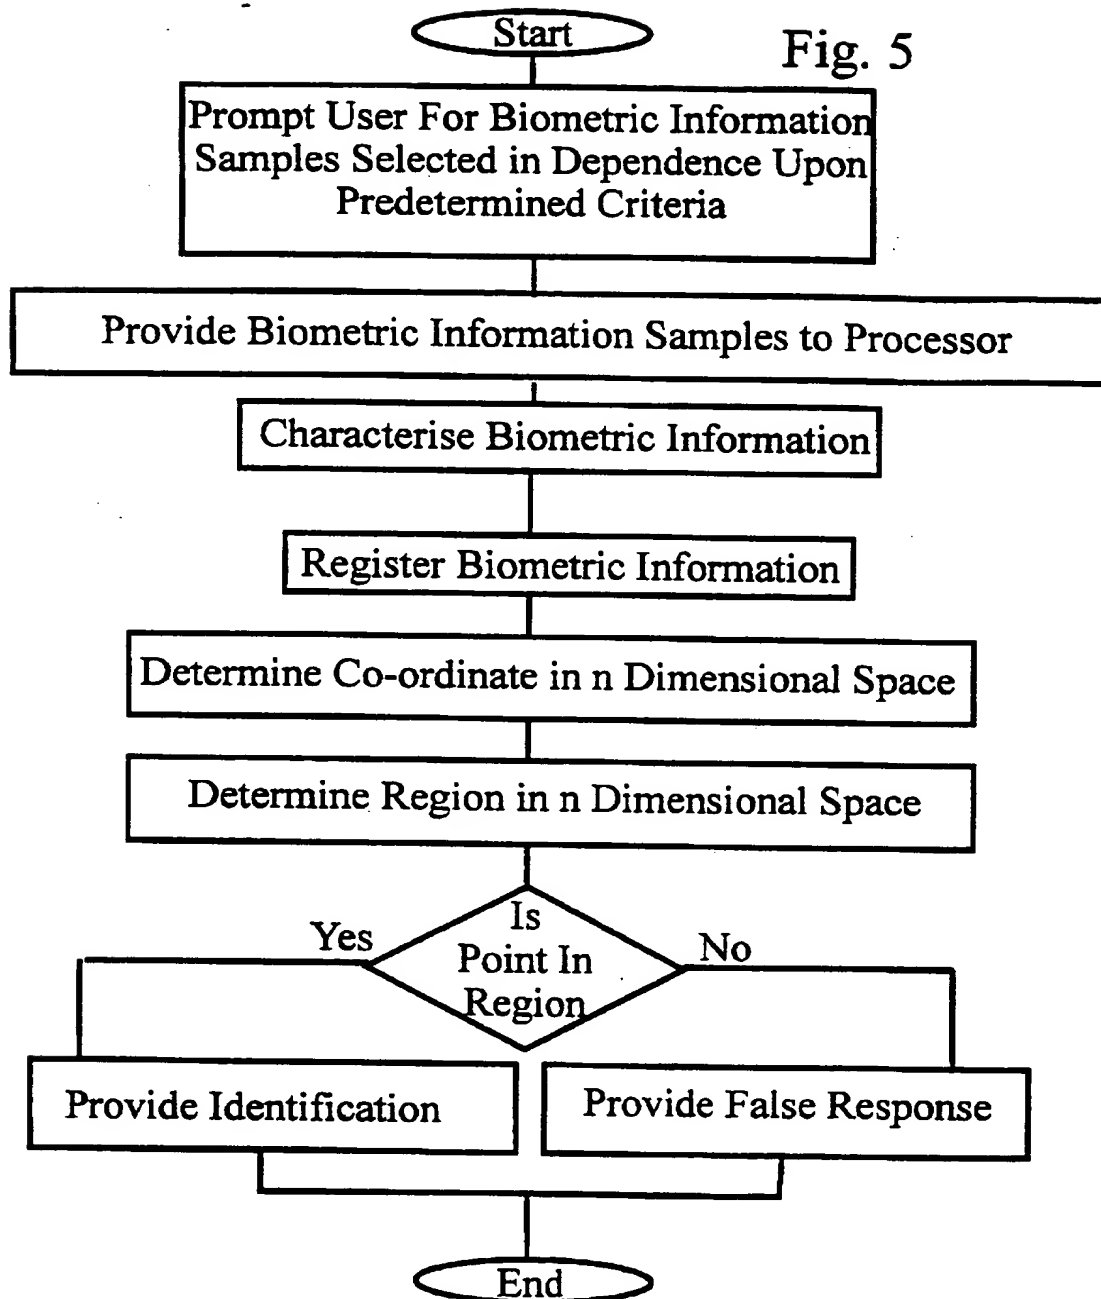 Start
Fig. 5
Prompt User For Biometric Information
Samples Selected in Dependence Upon
Predetermined Criteria
Provide Biometric Information Samples to Processor
Characterise Biometric Information
Register Biometric Information
Determine Co-ordinate in n Dimensional Space
Determine Region in n Dimensional Space
Is
Point In
Region
Yes
No
Provide Identification
Provide False Response
End